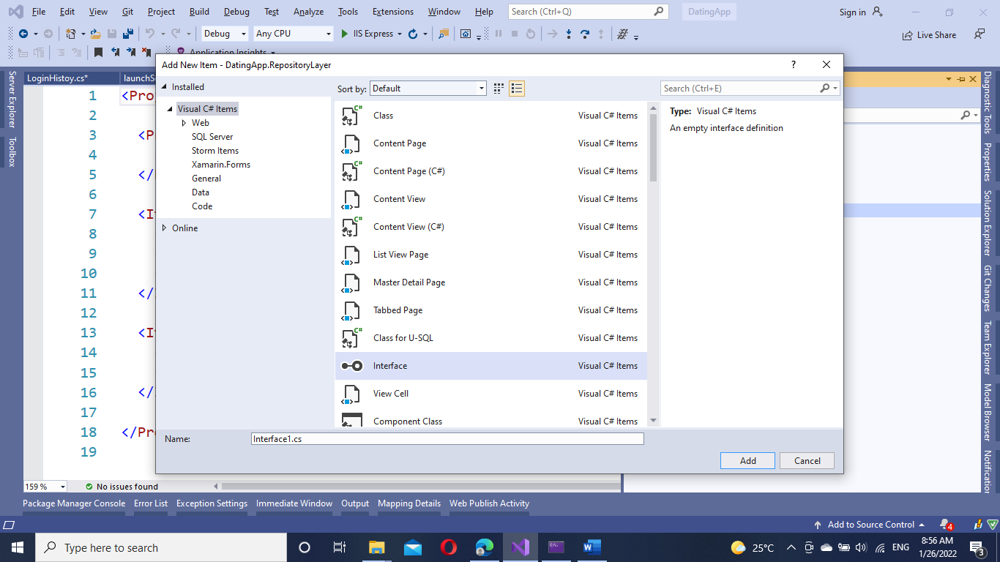 File Edit View Git Project Build Debug Test Analyze Tools Extensions Window Help Search (Ctrl+Q) DatingApp Sign in
Debug Any CPU IIS Express Live Share
Application Insights
Add New Item - DatingApp.RepositoryLayer ?
LoginHistoy.cs*
Server Explorer
Toolbox
Installed
Visual C# Items
Web
SQL Server
Storm Items
Xamarin.Forms
General
Data
Code
Online
Sort by: Default
Search (Ctrl+E)
Class Visual C# Items
Content Page Visual C# Items
Content Page (C#) Visual C# Items
Content View Visual C# Items
Content View (C#) Visual C# Items
List View Page Visual C# Items
Master Detail Page Visual C# Items
Tabbed Page Visual C# Items
Class for U-SQL Visual C# Items
Interface Visual C# Items
View Cell Visual C# Items
Component Class Visual C# Items
Type: Visual C# Items
An empty interface definition
Name: Interface1.cs
Add Cancel
1 <Pro
2
3 <P
4
5 </
6
7 <I
8
9
10
11 </
12
13 <I
14
15
16 </
17
18 </Pr
19
Diagnostic Tools
Properties
Solution Explorer
Git Changes
Team Explorer
Model Browser
159 % No issues found
Package Manager Console Error List Exception Settings Immediate Window Output Mapping Details Web Publish Activity
Add to Source Control 4
Type here to search 25°C ENG 8:56 AM
1/26/2022 3